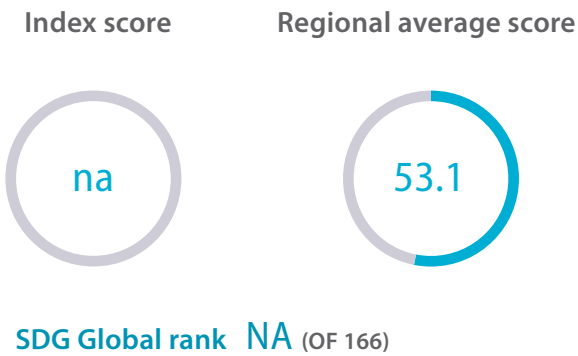 Index score
Regional average score
na
53.1
SDG Global rank NA (OF 166)